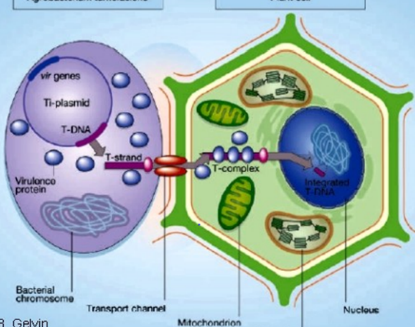 vir genes
Ti-plasmid
T-DNA
T-strand
Virulence
protein
T-complex
Integrated
T-DNA
Bacterial
chromosome
Transport channel
Mitochondrion
Nucleus
Gelvin